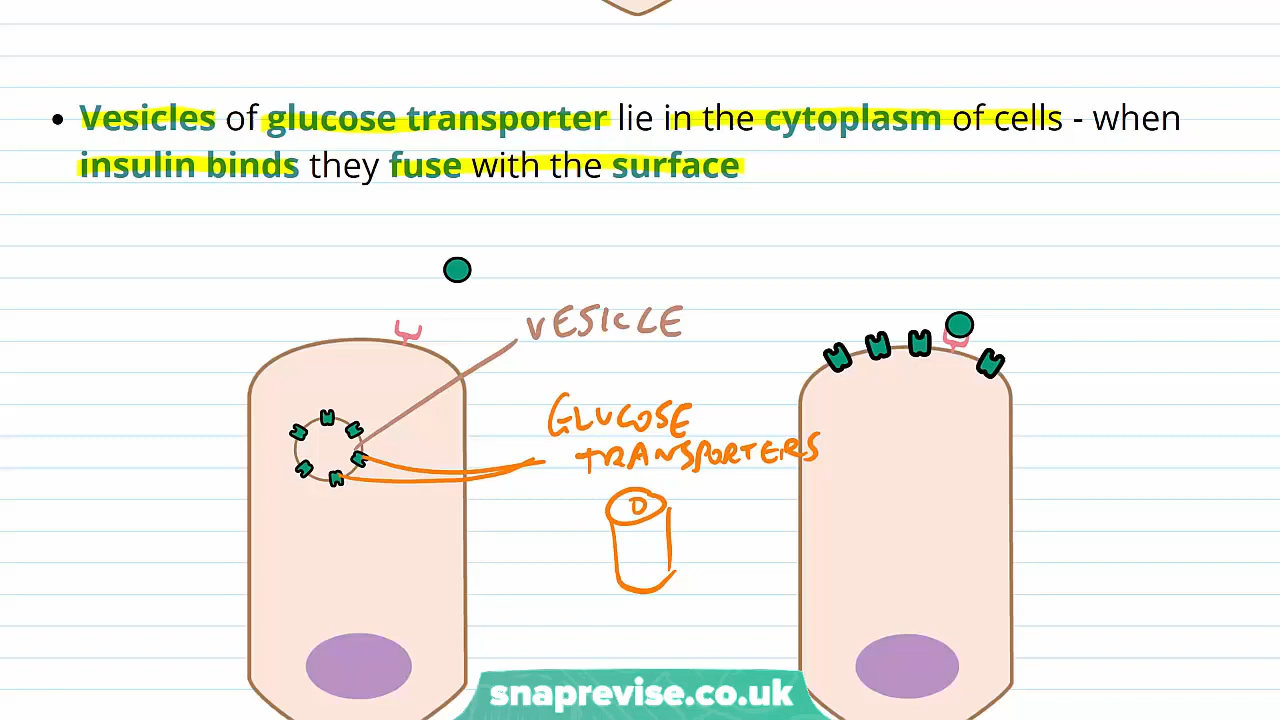 • Vesicles of glucose transporter lie in the cytoplasm of cells - when
insulin binds they fuse with the surface
VESICLE
GLUCOSE
TRANSPORTERS
snaprevise.co.uk